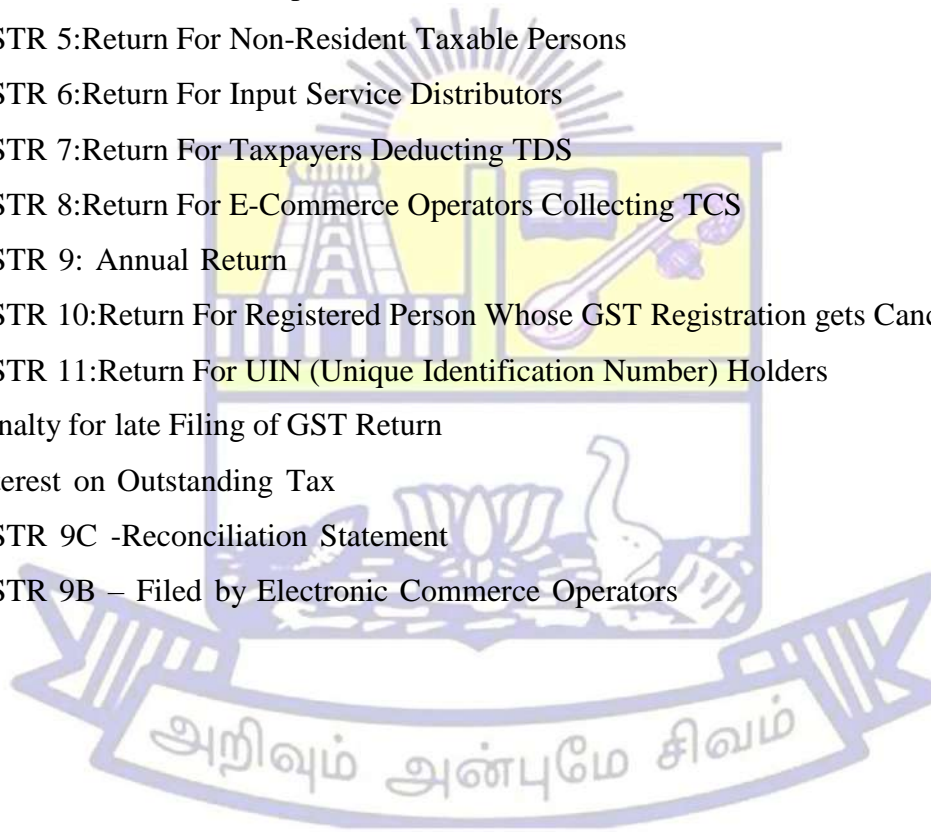 STR 5:Return For Non-Resident Taxable Persons
STR 6:Return For Input Service Distributors
STR 7:Return For Taxpayers Deducting TDS
STR 8:Return For E-Commerce Operators Collecting TCS
STR 9: Annual Return
STR 10:Return For Registered Person Whose GST Registration gets Canc
STR 11:Return For UIN (Unique Identification Number) Holders
nalty for late Filing of GST Return
terest on Outstanding Tax
STR 9C -Reconciliation Statement
STR 9B – Filed by Electronic Commerce Operators
அறிவும் அன்புமே சிவம்